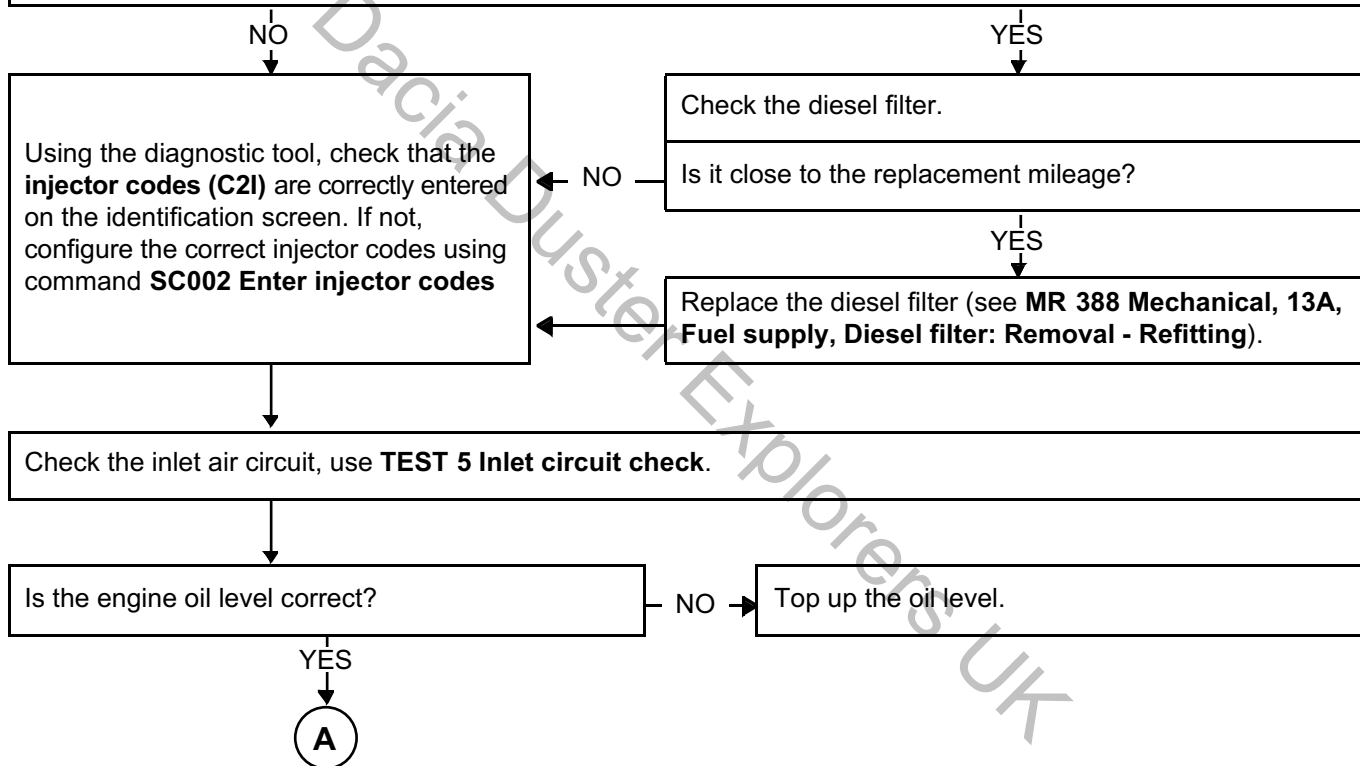 NO
YES
Check the diesel filter.
Using the diagnostic tool, check that the
injector codes (C2I) are correctly entered
on the identification screen. If not,
configure the correct injector codes using
command SC002 Enter injector codes
NO
Is it close to the replacement mileage?
YES
Replace the diesel filter (see MR 388 Mechanical, 13A,
Fuel supply, Diesel filter: Removal - Refitting).
Check the inlet air circuit, use TEST 5 Inlet circuit check.
Is the engine oil level correct?
NO
Top up the oil level.
YES
A
Dacia Duster Explorers UK